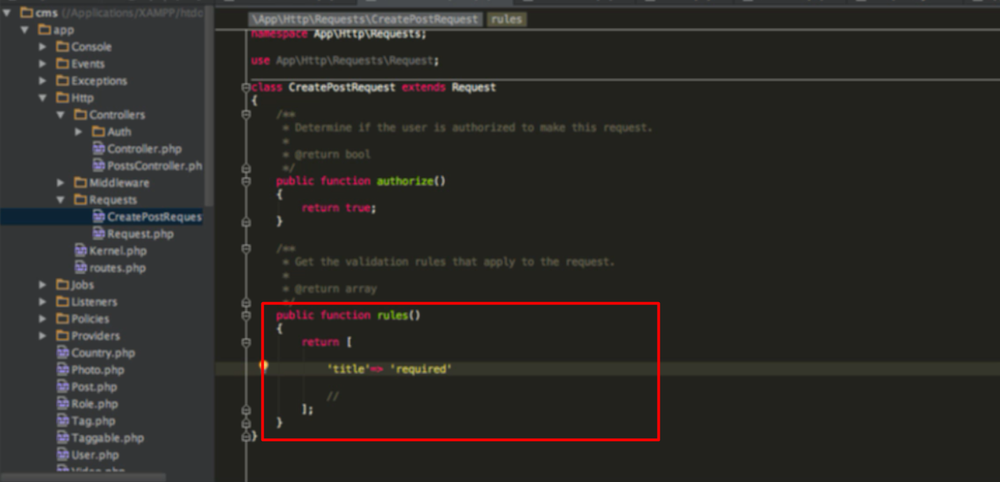 cms (/Applications/XAMPP/htdo
app
Console
Events
Exceptions
Http
Controllers
Auth
Controller.php
PostsController.ph
Middleware
Requests
CreatePostReques
Request.php
Kernel.php
routes.php
Jobs
Listeners
Policies
Providers
Country.php
Photo.php
Post.php
Role.php
Tag.php
Taggable.php
User.php
Video.php
\App\Http\Requests\CreatePostRequest rules
namespace App\Http\Requests;
use App\Http\Requests\Request;
class CreatePostRequest extends Request
{
/**
* Determine if the user is authorized to make this request.
*
* @return bool
*/
public function authorize()
{
return true;
}
/**
* Get the validation rules that apply to the request.
*
* @return array
*/
public function rules()
{
return [
'title'=> 'required'
//
];
}
}